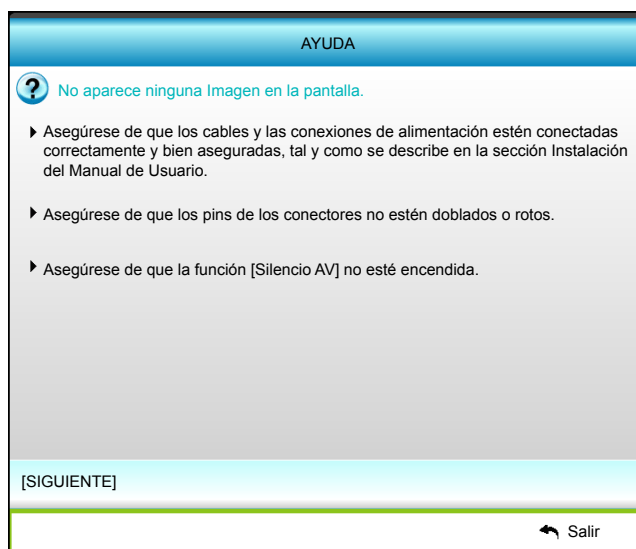 AYUDA
No aparece ninguna Imagen en la pantalla.
Asegúrese de que los cables y las conexiones de alimentación estén conectadas
correctamente y bien aseguradas, tal y como se describe en la sección Instalación
del Manual de Usuario.
Asegúrese de que los pins de los conectores no estén doblados o rotos.
Asegúrese de que la función [Silencio AV] no esté encendida.
[SIGUIENTE]
Salir